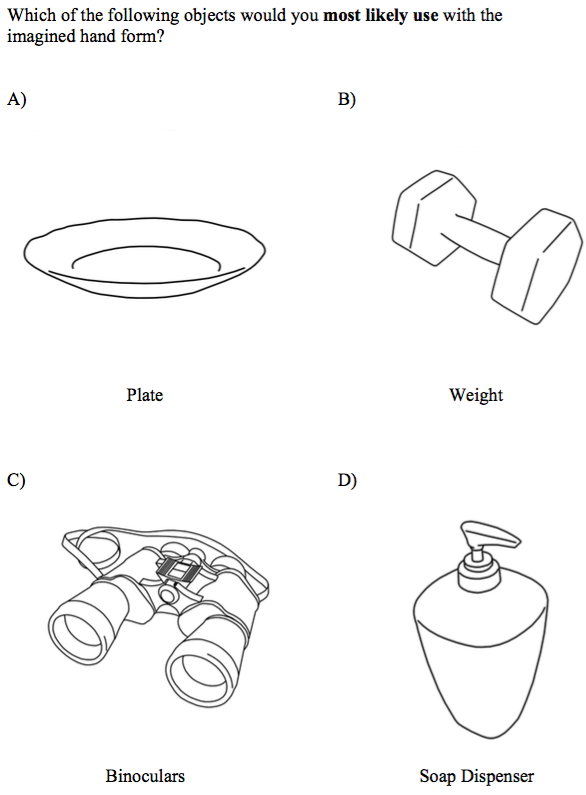 Which of the following objects would you most likely use with the
imagined hand form?
A)
B)
Plate
Weight
C)
D)
Binoculars
Soap Dispenser